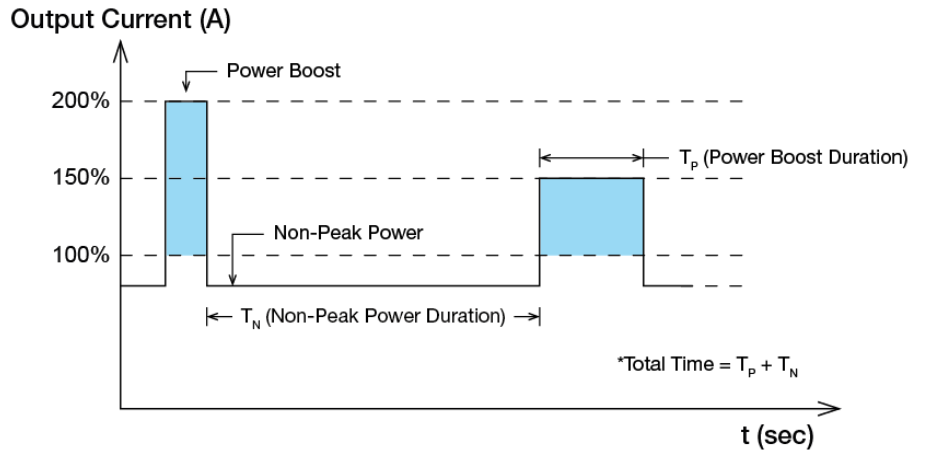 Output Current (A)
Power Boost
200%
T_P (Power Boost Duration)
150%
Non-Peak Power
100%
T_N (Non-Peak Power Duration)
*Total Time = T_P + T_N
t (sec)